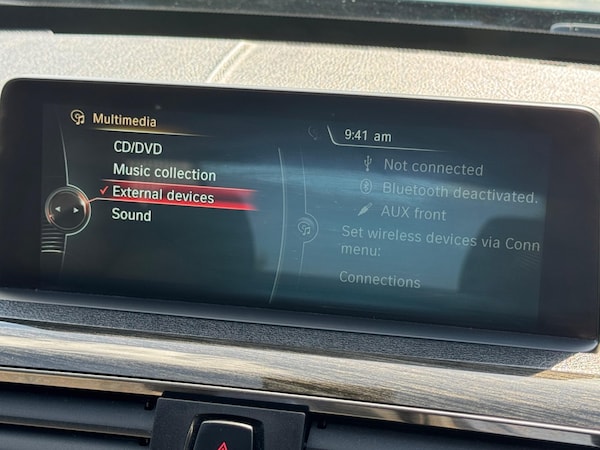 Multimedia
CD/DVD
Music collection
External devices
Sound
9:41 am
Not connected
Bluetooth deactivated.
AUX front
Set wireless devices via Conn
menu:
Connections